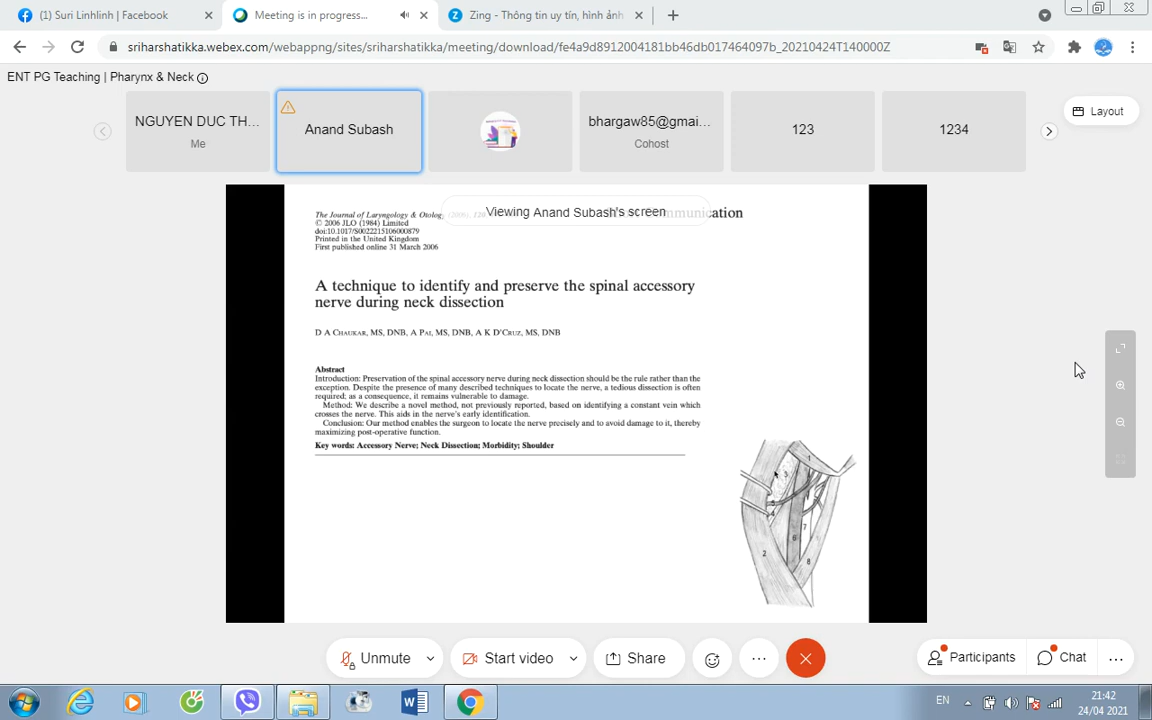 (1) Suri Linhlinh | Facebook
Meeting is in progress...
Zing - Thông tin uy tín, hình ảnh
sriharshatikka.webex.com/webappng/sites/sriharshatikka/meeting/download/fe4a9d8912004181bb46db017464097b_20210424T140000Z
ENT PG Teaching | Pharynx & Neck
NGUYEN DUC TH...
Me
Anand Subash
bhargaw85@gmai...
Cohost
123
1234
Layout
Viewing Anand Subash's screen
The Journal of Laryngology & Otolog
© 2006 JLO (1984) Limited
doi:10.1017/S0022215106000879
Printed in the United Kingdom
First published online 31 March 2006
A technique to identify and preserve the spinal accessory
nerve during neck dissection
D A CHAUKAR, MS, DNB, A PAI, MS, DNB, A K D'CRUZ, MS, DNB
Abstract
Introduction: Preservation of the spinal accessory nerve during neck dissection should be the rule rather than the
exception. Despite the presence of many described techniques to locate the nerve, a tedious dissection is often
required; as a consequence, it remains vulnerable to damage.
Method: We describe a novel method, not previously reported, based on identifying a constant vein which
crosses the nerve. This aids in the nerve's early identification.
Conclusion: Our method enables the surgeon to locate the nerve precisely and to avoid damage to it, thereby
maximizing post-operative function.
Key words: Accessory Nerve; Neck Dissection; Morbidity; Shoulder
1
3
5
4
7
6
2
8
Unmute
Start video
Share
Participants
Chat
EN
21:42
24/04 2021